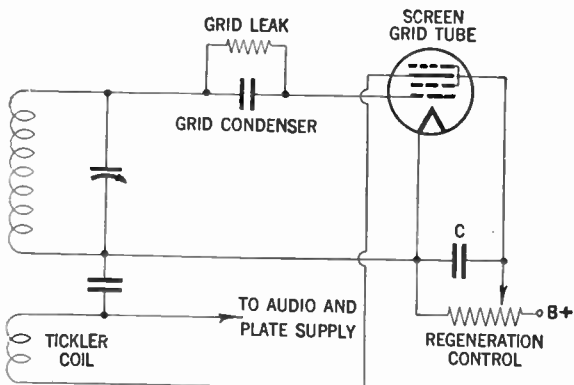 GRID LEAK
SCREEN
GRID TUBE
GRID CONDENSER
C
B+
TO AUDIO AND
PLATE SUPPLY
TICKLER
COIL
REGENERATION
CONTROL